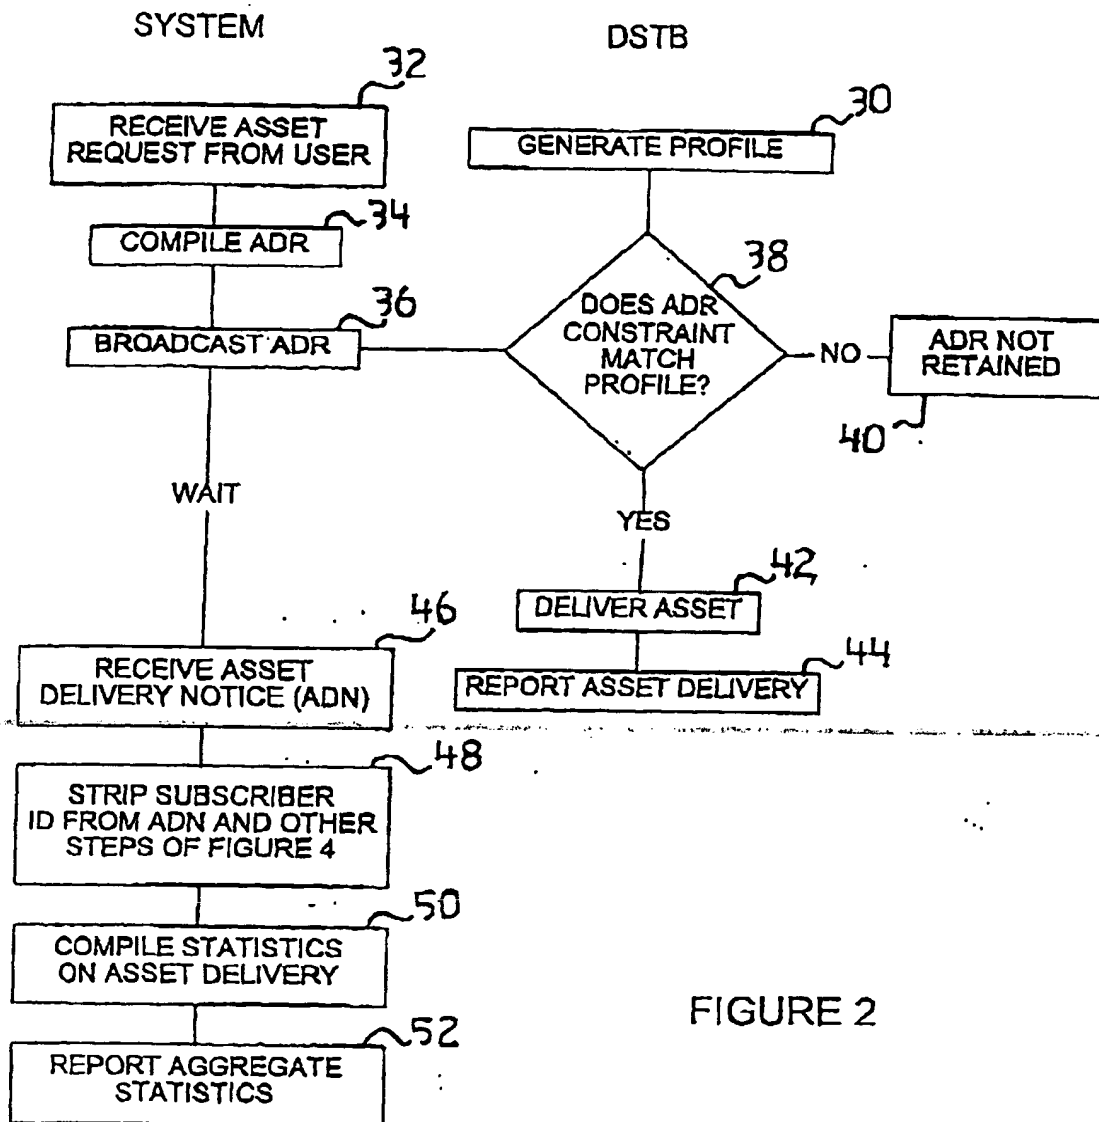 SYSTEM
DSTB
32
RECEIVE ASSET
REQUEST FROM USER
30
GENERATE PROFILE
34
COMPILE ADR
38
DOES ADR
CONSTRAINT
MATCH
PROFILE?
36
BROADCAST ADR
NO
ADR NOT
RETAINED
40
WAIT
YES
42
DELIVER ASSET
46
RECEIVE ASSET
DELIVERY NOTICE (ADN)
44
REPORT ASSET DELIVERY
48
STRIP SUBSCRIBER
ID FROM ADN AND OTHER
STEPS OF FIGURE 4
50
COMPILE STATISTICS
ON ASSET DELIVERY
52
REPORT AGGREGATE
STATISTICS
FIGURE 2